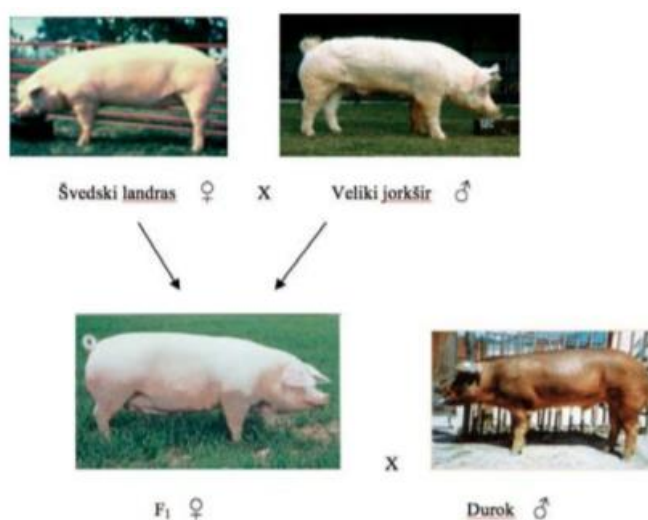 Švedski landras ♀ X Veliki jorkšir ♂
X
F₁ ♀ Durok ♂